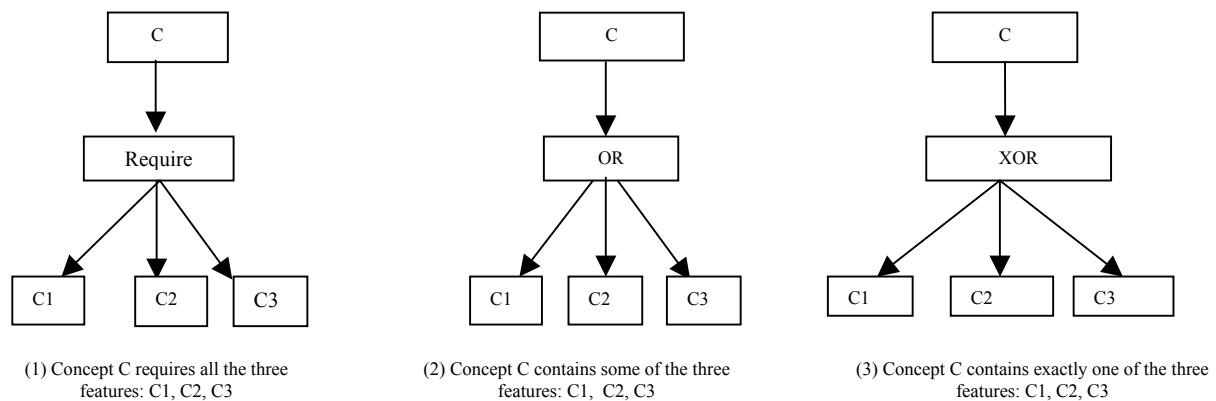 C
Require
C1
C2
C3
(1) Concept C requires all the three
features: C1, C2, C3
C
OR
C1
C2
C3
(2) Concept C contains some of the three
features: C1, C2, C3
C
XOR
C1
C2
C3
(3) Concept C contains exactly one of the three
features: C1, C2, C3